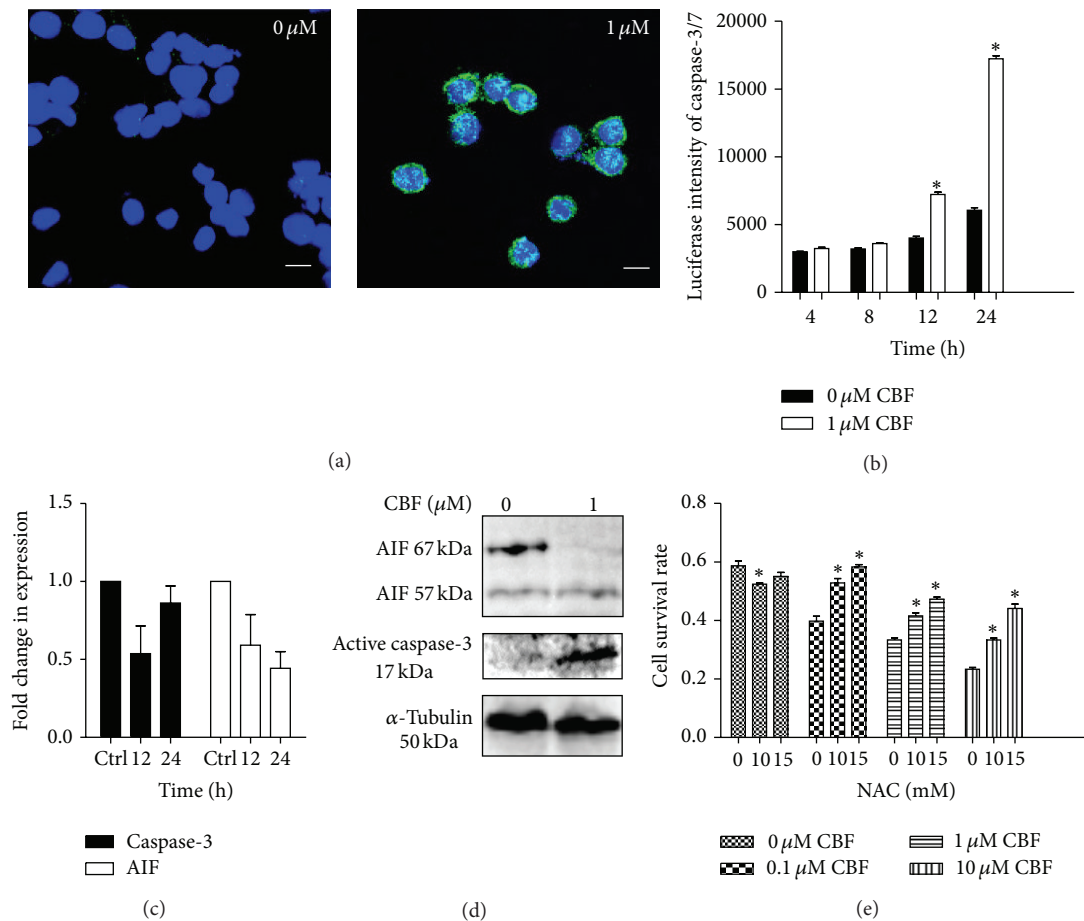 0 μM
1 μM
(a)
Luciferase intensity of caspase-3/7
20000
15000
10000
5000
0
*
*
4 8 12 24
Time (h)
0 μM CBF
1 μM CBF
(b)
Fold change in expression
1.5
1.0
0.5
0.0
Ctrl 12 24 Ctrl 12 24
Time (h)
Caspase-3
AIF
(c)
CBF (μM) 0 1
AIF 67 kDa
AIF 57 kDa
Active caspase-3
17 kDa
α-Tubulin
50 kDa
(d)
Cell survival rate
0.8
0.6
0.4
0.2
0.0
* * * * * * *
0 10 15 0 10 15 0 10 15 0 10 15
NAC (mM)
0 μM CBF
0.1 μM CBF
1 μM CBF
10 μM CBF
(e)